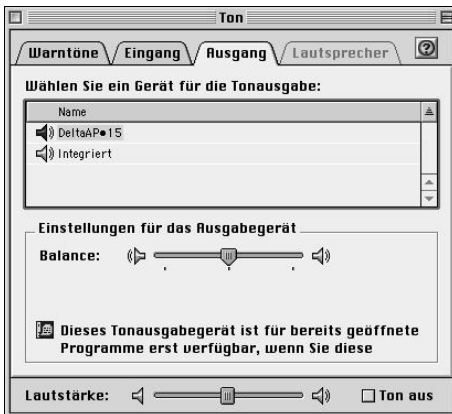 Ton
Warntöne Eingang Ausgang Lautsprecher ?
Wählen Sie ein Gerät für die Tonausgabe:
Name
DeltaAP•15
Integriert
Einstellungen für das Ausgabegerät
Balance:
Dieses Tonausgabegerät ist für bereits geöffnete
Programme erst verfügbar, wenn Sie diese
Lautstärke: Ton aus